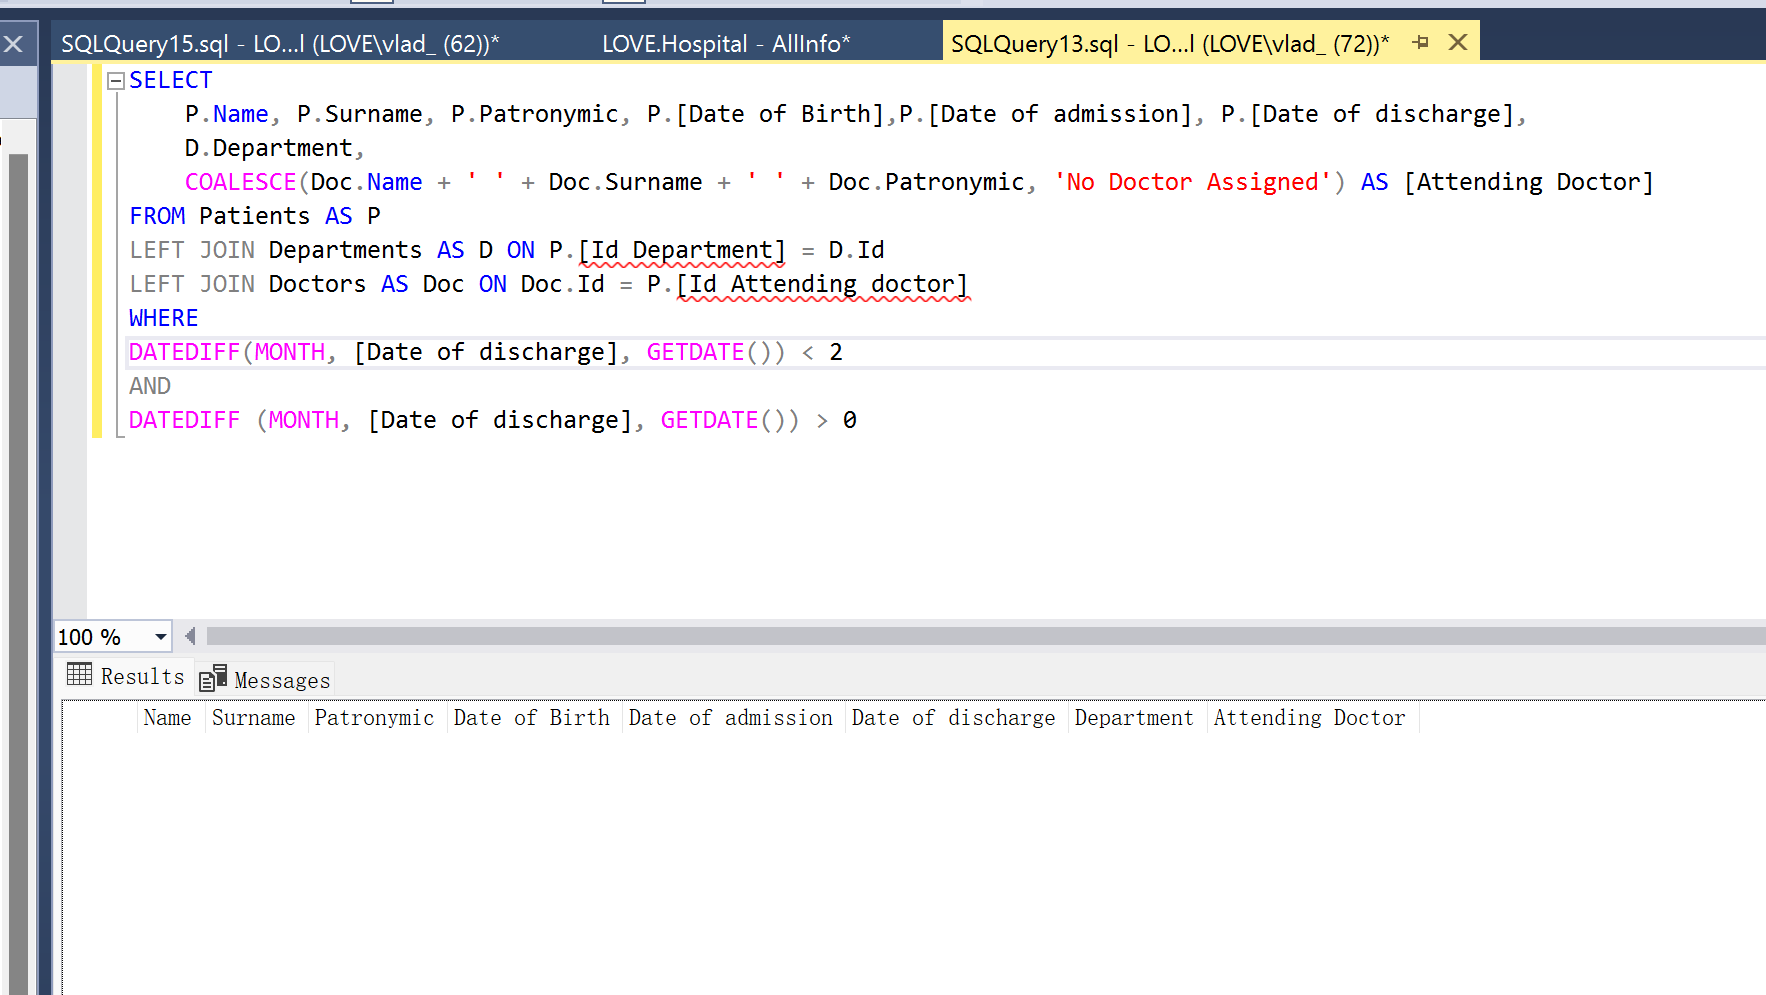 SQLQuery15.sql - LO...l (LOVE\vlad_ (62))* LOVE.Hospital - AllInfo* SQLQuery13.sql - LO...l (LOVE\vlad_ (72))*
SELECT
P.Name, P.Surname, P.Patronymic, P.[Date of Birth],P.[Date of admission], P.[Date of discharge],
D.Department,
COALESCE(Doc.Name + ' ' + Doc.Surname + ' ' + Doc.Patronymic, 'No Doctor Assigned') AS [Attending Doctor]
FROM Patients AS P
LEFT JOIN Departments AS D ON P.[Id Department] = D.Id
LEFT JOIN Doctors AS Doc ON Doc.Id = P.[Id Attending doctor]
WHERE
DATEDIFF(MONTH, [Date of discharge], GETDATE()) < 2
AND
DATEDIFF (MONTH, [Date of discharge], GETDATE()) > 0
100 %
Results Messages
Name Surname Patronymic Date of Birth Date of admission Date of discharge Department Attending Doctor